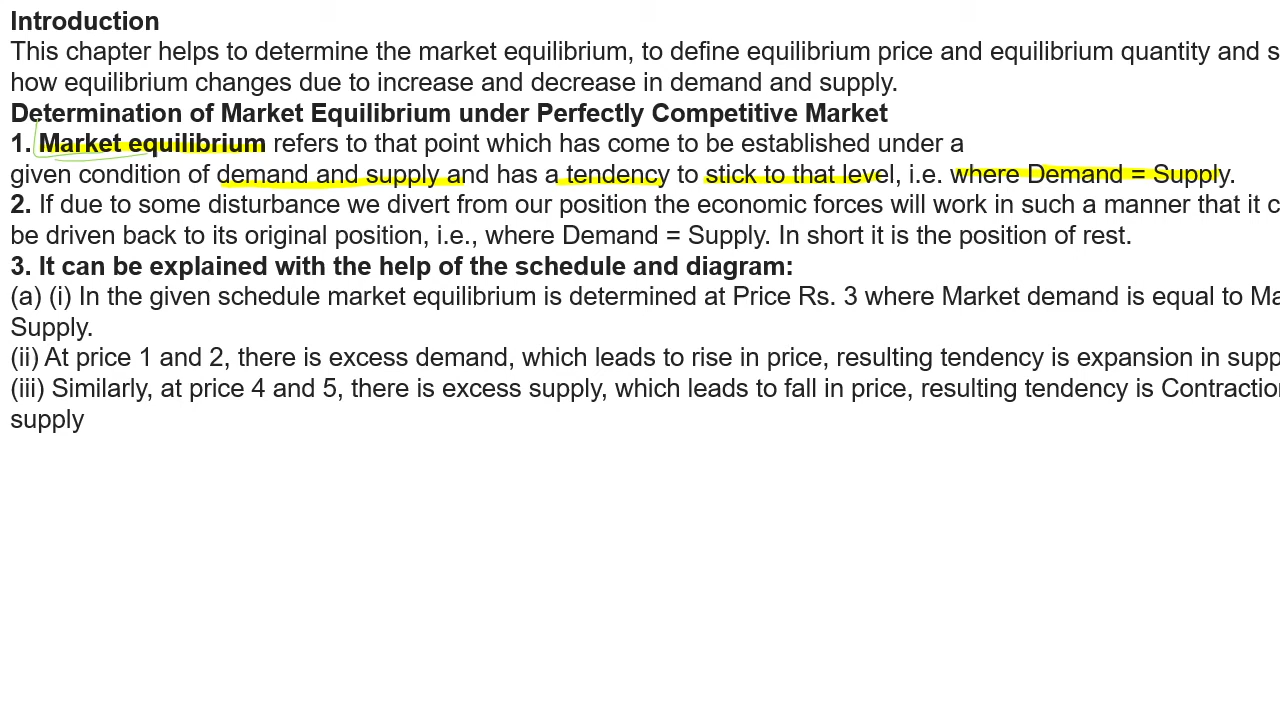 Introduction
This chapter helps to determine the market equilibrium, to define equilibrium price and equilibrium quantity and
how equilibrium changes due to increase and decrease in demand and supply.
Determination of Market Equilibrium under Perfectly Competitive Market
1. Market equilibrium refers to that point which has come to be established under a
given condition of demand and supply and has a tendency to stick to that level, i.e. where Demand = Supply.
2. If due to some disturbance we divert from our position the economic forces will work in such a manner that it
be driven back to its original position, i.e., where Demand = Supply. In short it is the position of rest.
3. It can be explained with the help of the schedule and diagram:
(a) (i) In the given schedule market equilibrium is determined at Price Rs. 3 where Market demand is equal to
Supply.
(ii) At price 1 and 2, there is excess demand, which leads to rise in price, resulting tendency is expansion in
(iii) Similarly, at price 4 and 5, there is excess supply, which leads to fall in price, resulting tendency is
supply